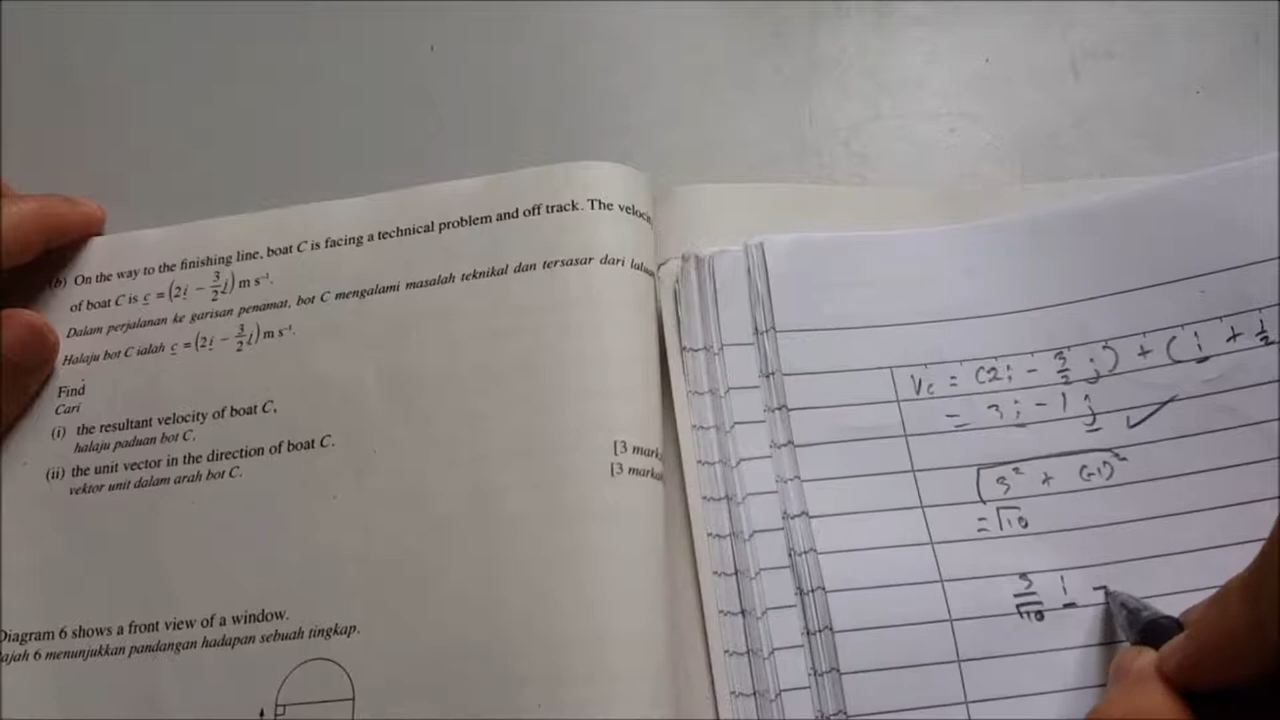 (b) On the way to the finishing line, boat C is facing a technical problem and off track. The veloci
of boat C is c = (2i − 3/2 j) m s⁻¹.
Dalam perjalanan ke garisan penamat, bot C mengalami masalah teknikal dan tersasar dari lalua
Halaju bot C ialah c = (2i − 3/2 j) m s⁻¹.
Find
Cari
(i) the resultant velocity of boat C,
halaju paduan bot C,
[3 mark
(ii) the unit vector in the direction of boat C.
vektor unit dalam arah bot C.
[3 marka
Diagram 6 shows a front view of a window.
ajah 6 menunjukkan pandangan hadapan sebuah tingkap.
Vc = (2i − 3/2 j) + (i + 1/2
= 3i − 1j ✓
√(3² + (-1)²)
= √10
3/√10 i −